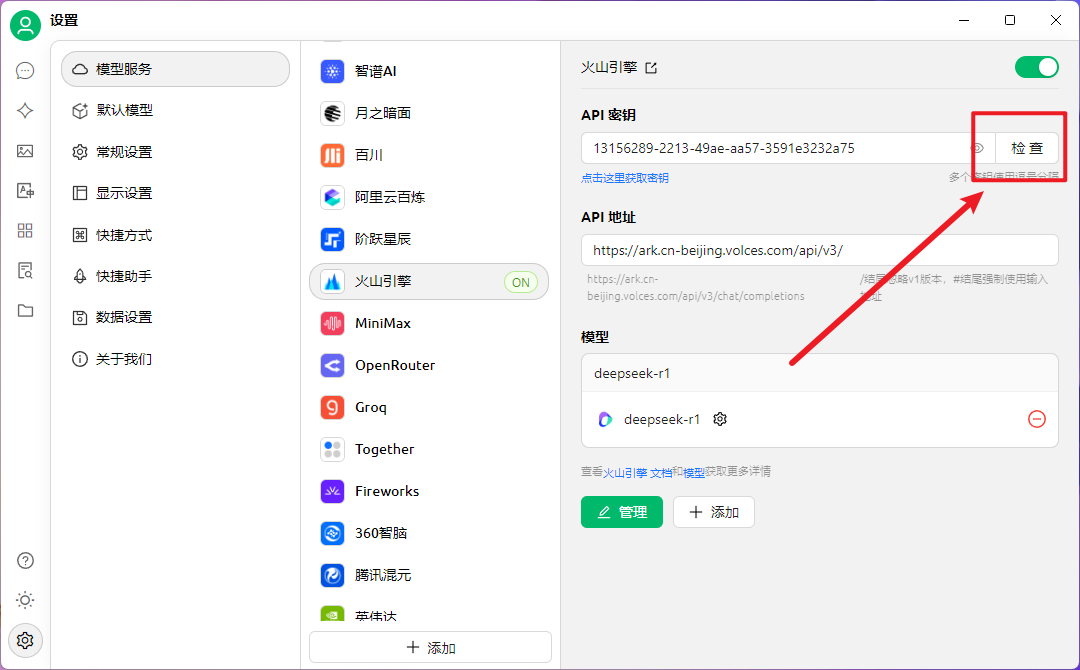 设置
模型服务
默认模型
常规设置
显示设置
快捷方式
快捷助手
数据设置
关于我们
智谱AI
月之暗面
百川
阿里云百炼
阶跃星辰
火山引擎 ON
MiniMax
OpenRouter
Groq
Together
Fireworks
360智脑
腾讯混元
英伟达
添加
火山引擎
API 密钥
13156289-2213-49ae-aa57-3591e3232a75
检 查
点击这里获取密钥
多个密钥使用逗号分隔
API 地址
https://ark.cn-beijing.volces.com/api/v3/
https://ark.cn-
beijing.volces.com/api/v3/chat/completions
/结尾忽略v1版本，#结尾强制使用输入
地址
模型
deepseek-r1
deepseek-r1
查看火山引擎 文档和模型获取更多详情
管理
添加